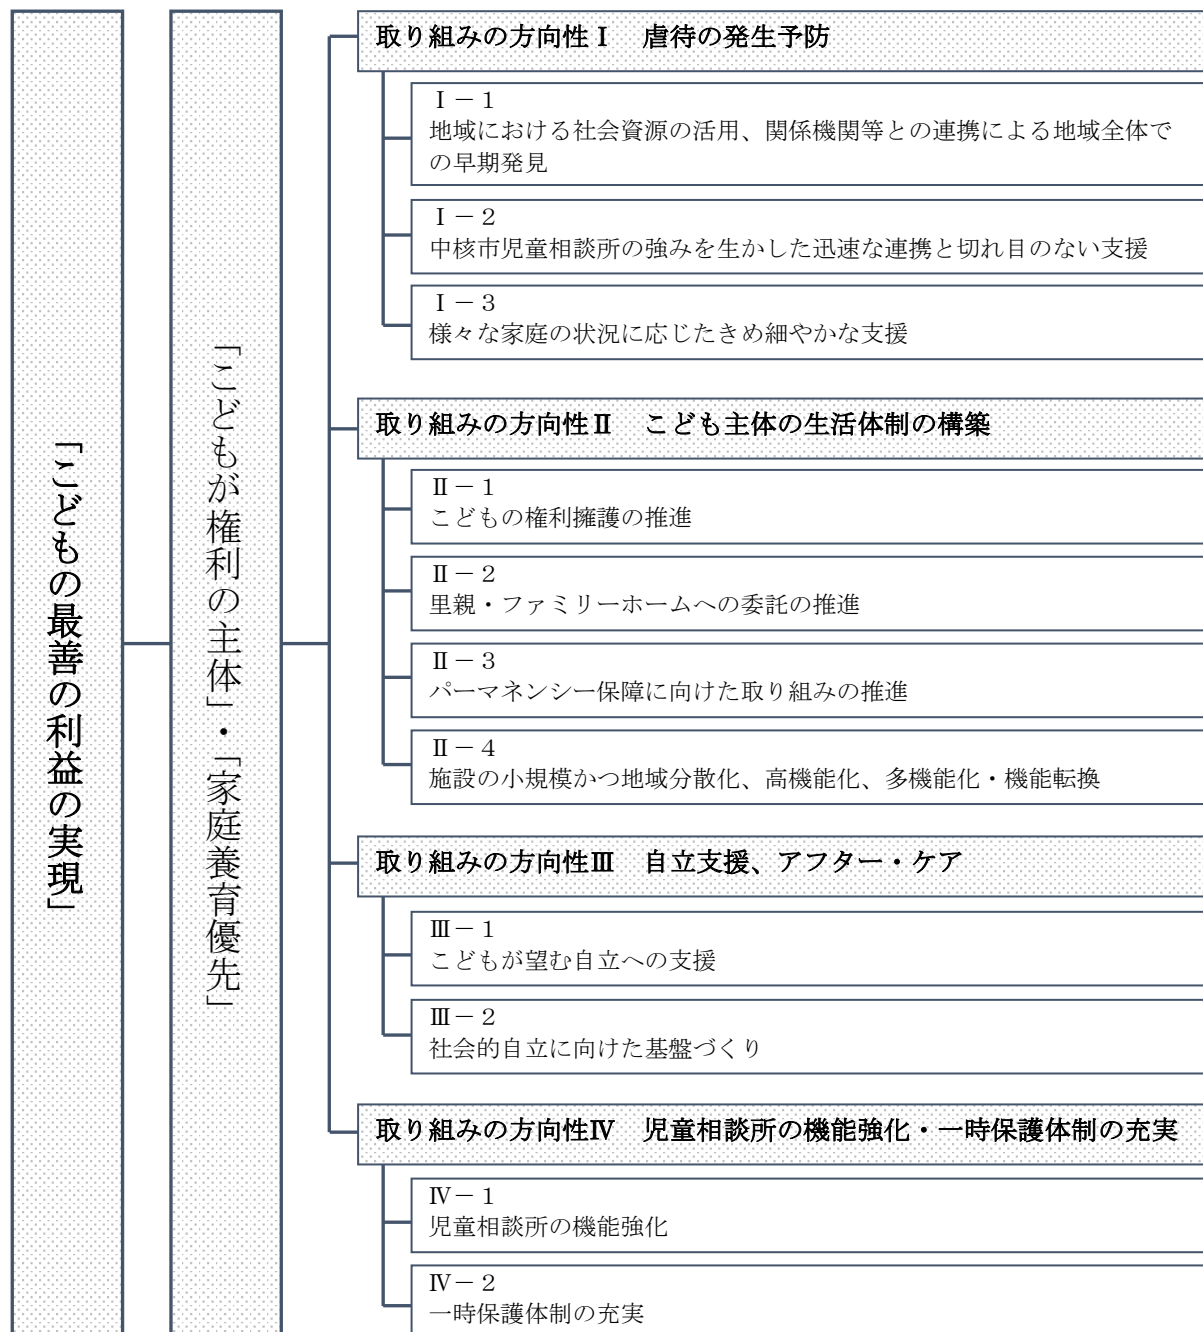 「こどもの最善の利益の実現」
「こどもが権利の主体」・「家庭養育優先」
取り組みの方向性Ⅰ　虐待の発生予防
Ⅰ－１
地域における社会資源の活用、関係機関等との連携による地域全体で
の早期発見
Ⅰ－２
中核市児童相談所の強みを生かした迅速な連携と切れ目のない支援
Ⅰ－３
様々な家庭の状況に応じたきめ細やかな支援
取り組みの方向性Ⅱ　こども主体の生活体制の構築
Ⅱ－１
こどもの権利擁護の推進
Ⅱ－２
里親・ファミリーホームへの委託の推進
Ⅱ－３
パーマネンシー保障に向けた取り組みの推進
Ⅱ－４
施設の小規模かつ地域分散化、高機能化、多機能化・機能転換
取り組みの方向性Ⅲ　自立支援、アフター・ケア
Ⅲ－１
こどもが望む自立への支援
Ⅲ－２
社会的自立に向けた基盤づくり
取り組みの方向性Ⅳ　児童相談所の機能強化・一時保護体制の充実
Ⅳ－１
児童相談所の機能強化
Ⅳ－２
一時保護体制の充実